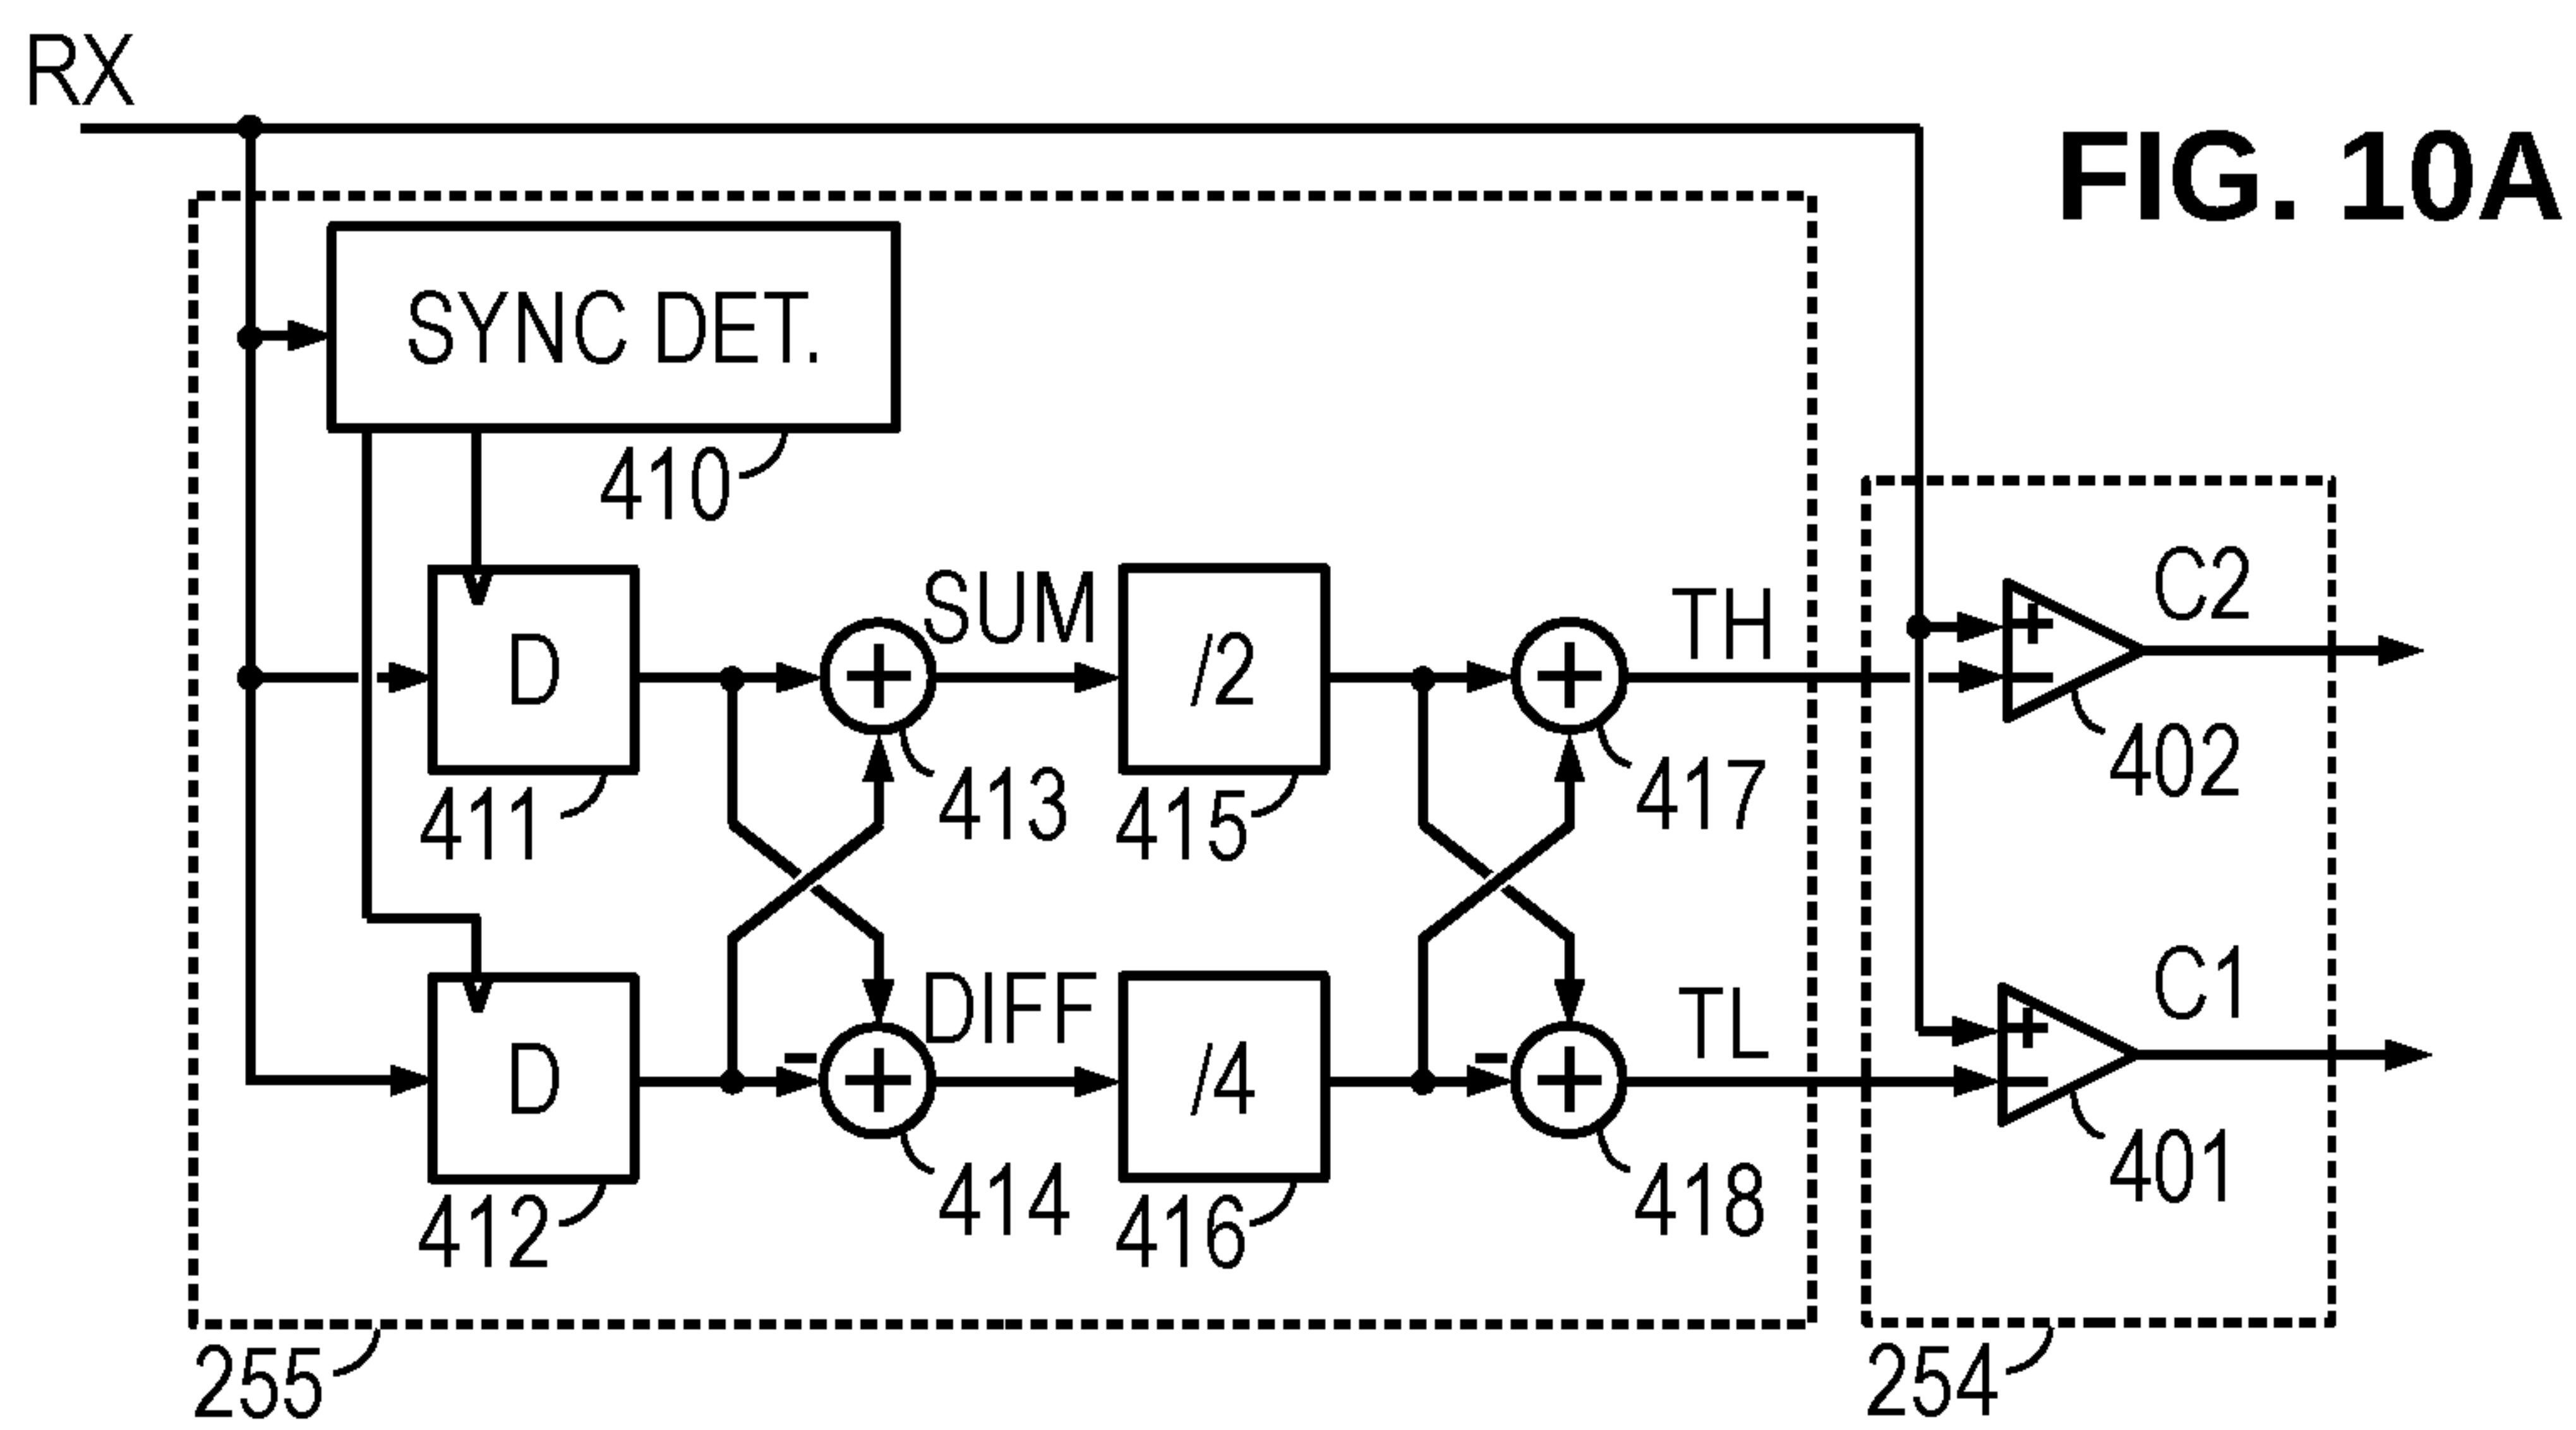 RX
FIG. 10A
SYNC DET.
410
D
411
SUM
413
/2
415
TH
417
+
−
C2
402
D
412
-
DIFF
414
/4
416
-
TL
418
+
−
C1
401
255
254